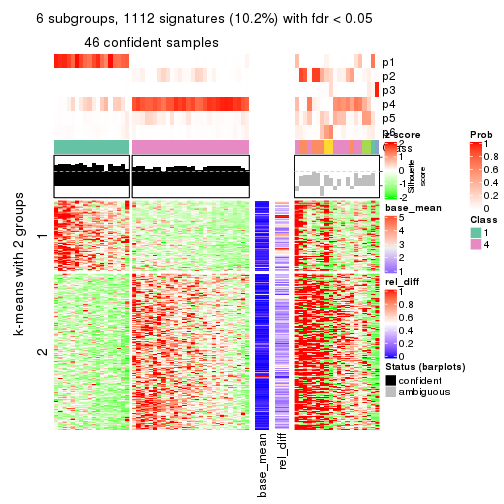 6 subgroups, 1112 signatures (10.2%) with fdr < 0.05
46 confident samples
p1
p2
p3
p4
p5
p6
Class
z-score
2
1
0
-1
-2
Silhouette
score
Prob
1
0.8
0.6
0.4
0.2
0
Class
1
4
base_mean
5
4
3
2
1
rel_diff
1
0.8
0.6
0.4
0.2
0
Status (barplots)
confident
ambiguous
k-means with 2 groups
1
2
base_mean
rel_diff